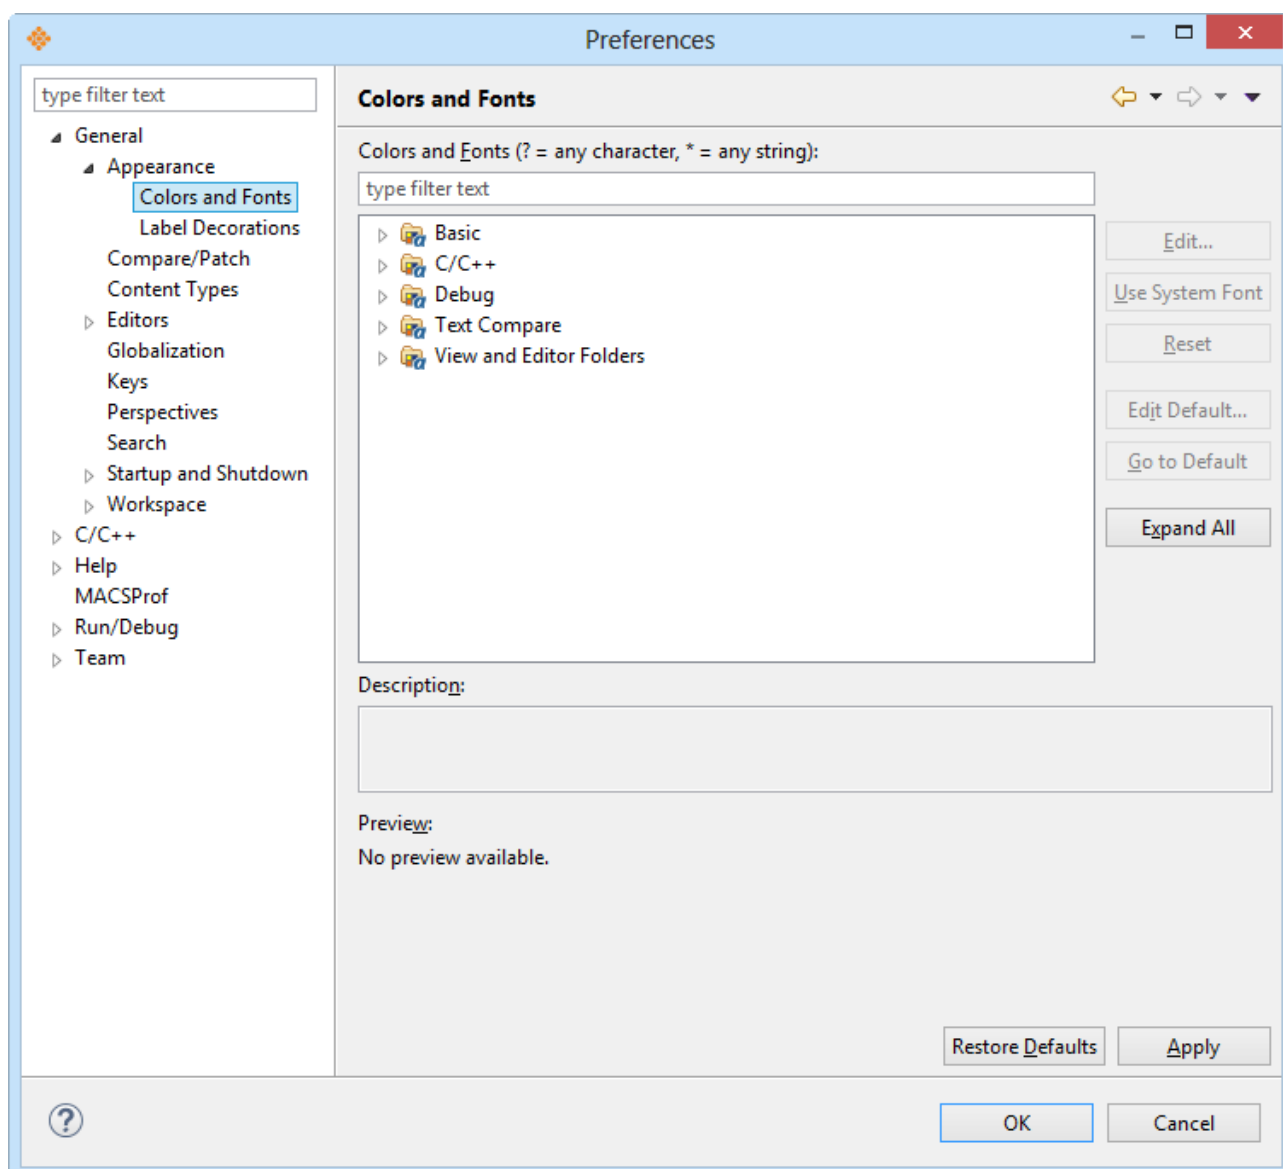 Preferences
type filter text
General
Appearance
Colors and Fonts
Label Decorations
Compare/Patch
Content Types
Editors
Globalization
Keys
Perspectives
Search
Startup and Shutdown
Workspace
C/C++
Help
MACSProf
Run/Debug
Team
Colors and Fonts
Colors and Fonts (? = any character, * = any string):
type filter text
Basic
C/C++
Debug
Text Compare
View and Editor Folders
Edit...
Use System Font
Reset
Edit Default...
Go to Default
Expand All
Description:
Preview:
No preview available.
Restore Defaults
Apply
OK
Cancel